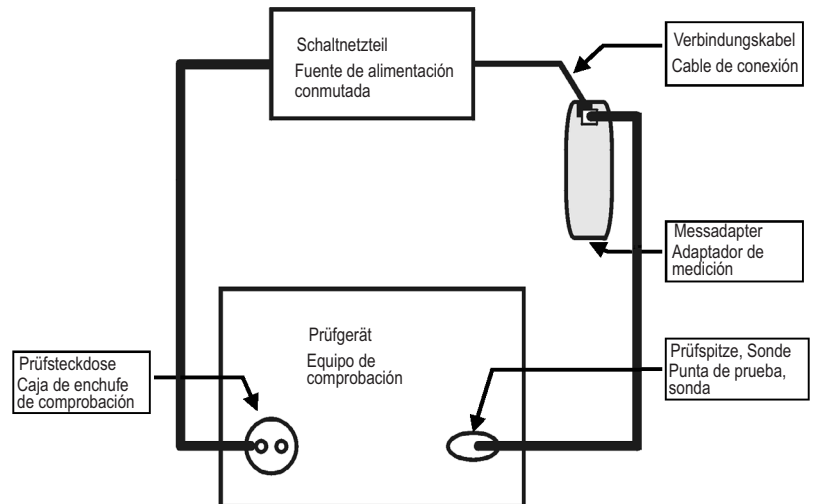 Schaltnetzteil
Fuente de alimentación
conmutada
Verbindungskabel
Cable de conexión
Messadapter
Adaptador de
medición
Prüfgerät
Equipo de
comprobación
Prüfsteckdose
Caja de enchufe
de comprobación
Prüfspitze, Sonde
Punta de prueba,
sonda